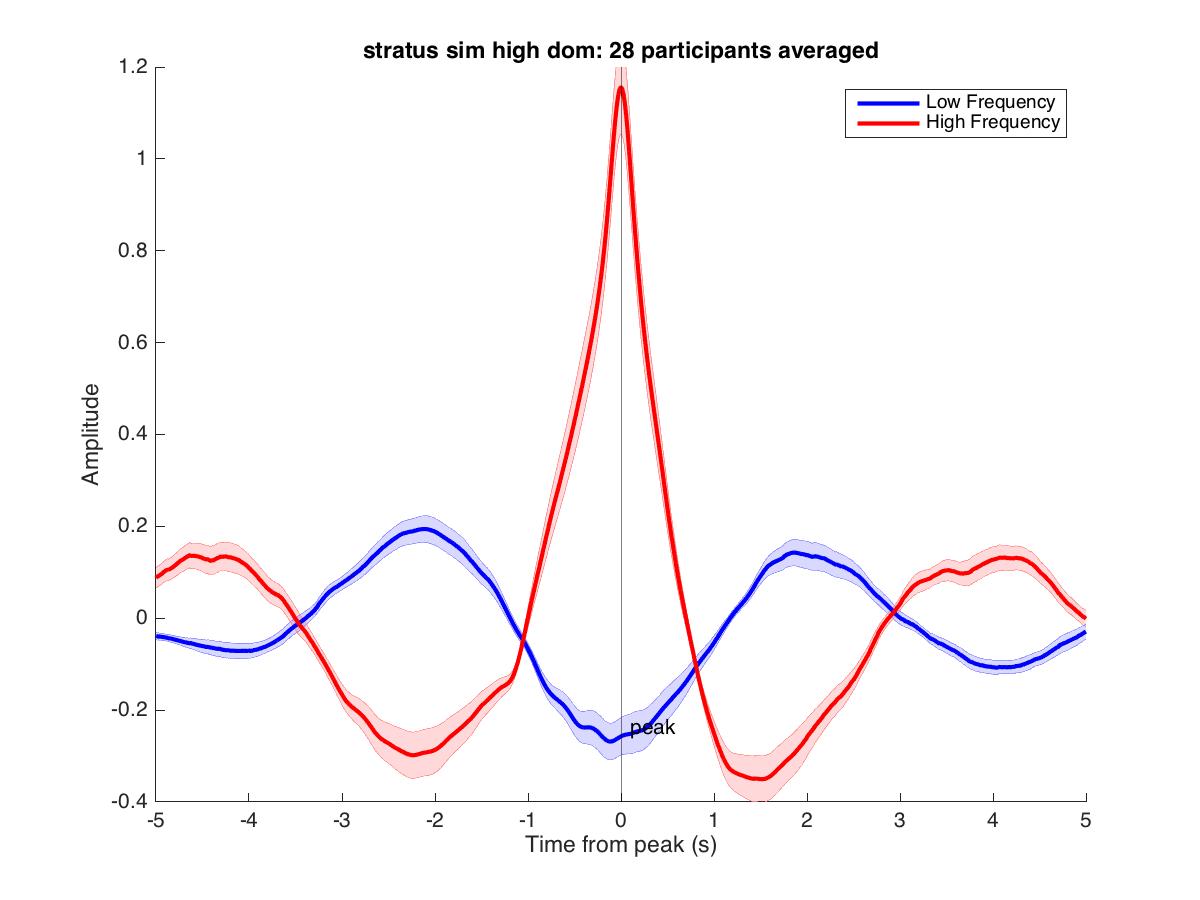 stratus sim high dom: 28 participants averaged
Low Frequency
High Frequency
1.2
1
0.8
0.6
0.4
0.2
0
-0.2
-0.4
Amplitude
peak
-5 -4 -3 -2 -1 0 1 2 3 4 5
Time from peak (s)